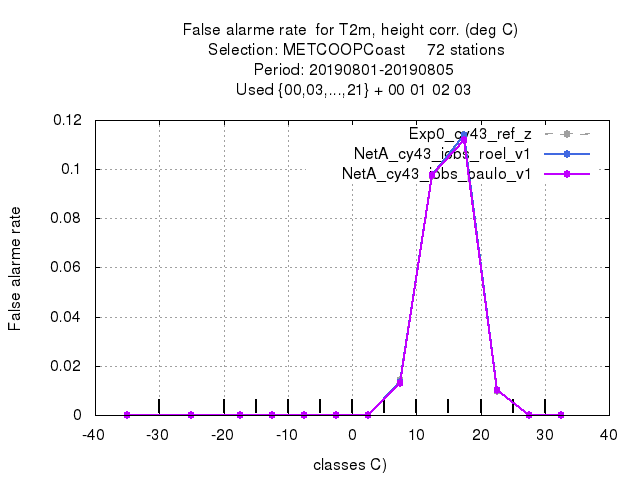 False alarme rate  for T2m, height corr. (deg C)
Selection: METCOOPCoast     72 stations
Period: 20190801-20190805
Used {00,03,...,21} + 00 01 02 03
0.12
0.1
0.08
0.06
0.04
0.02
0
False alarme rate
Exp0_cy43_ref_z
NetA_cy43_iobs_roel_v1
NetA_cy43_iobs_paulo_v1
-40 -30 -20 -10 0 10 20 30 40
classes C)